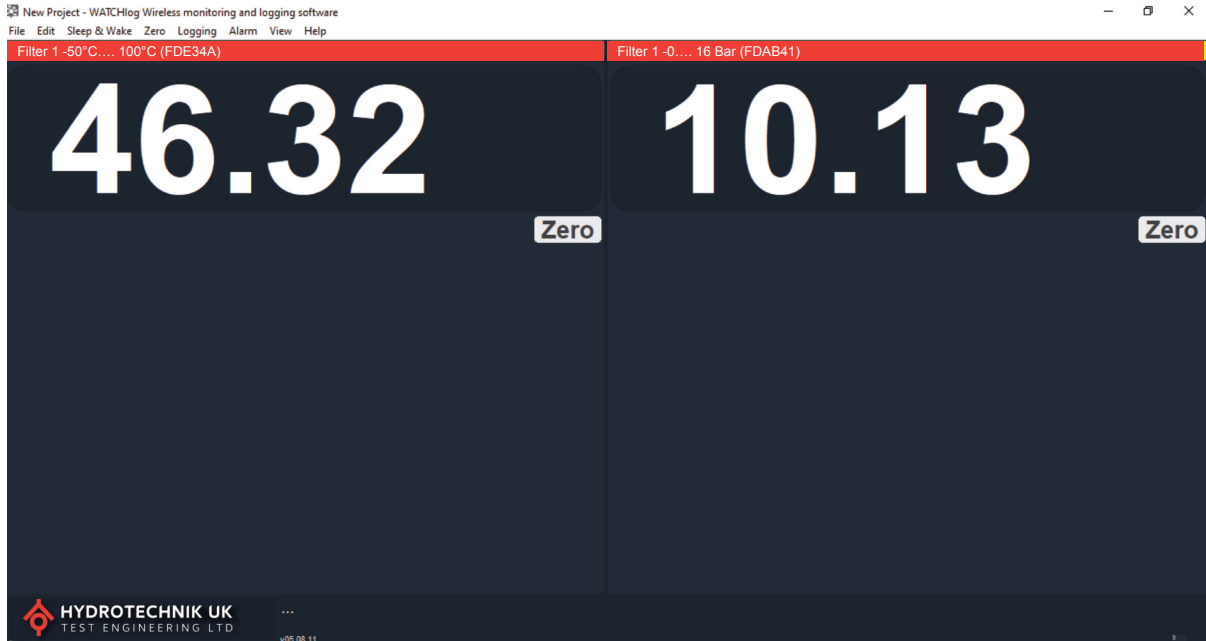 New Project - WATCHlog Wireless monitoring and logging software
File Edit Sleep & Wake Zero Logging Alarm View Help
Filter 1 -50°C.... 100°C (FDE34A)
46.32
Zero
Filter 1 -0.... 16 Bar (FDAB41)
10.13
Zero
HYDROTECHNIK UK
TEST ENGINEERING LTD
...
v05.08.11
3